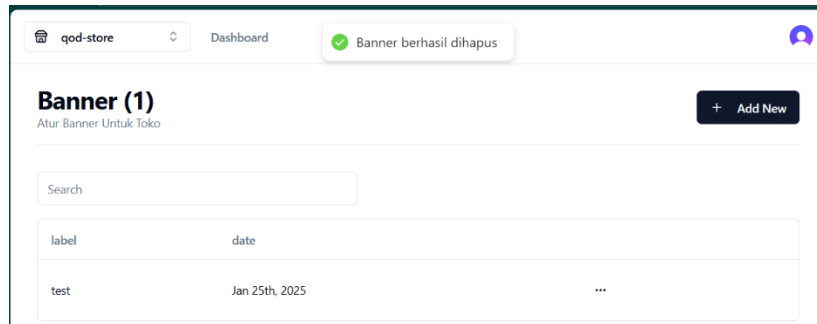 qod-store
Dashboard
Banner berhasil dihapus
Banner (1)
Atur Banner Untuk Toko
+ Add New
Search
label date
test Jan 25th, 2025 ...